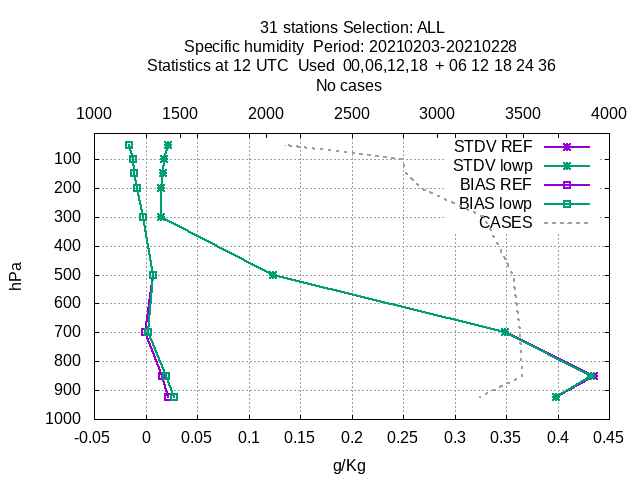 31 stations Selection: ALL
Specific humidity  Period: 20210203-20210228
Statistics at 12 UTC  Used  00,06,12,18  + 06 12 18 24 36
No cases
1000 1500 2000 2500 3000 3500 4000
STDV REF
STDV lowp
BIAS REF
BIAS lowp
CASES
100
200
300
400
500
600
700
800
900
1000
hPa
-0.05 0 0.05 0.1 0.15 0.2 0.25 0.3 0.35 0.4 0.45
g/Kg